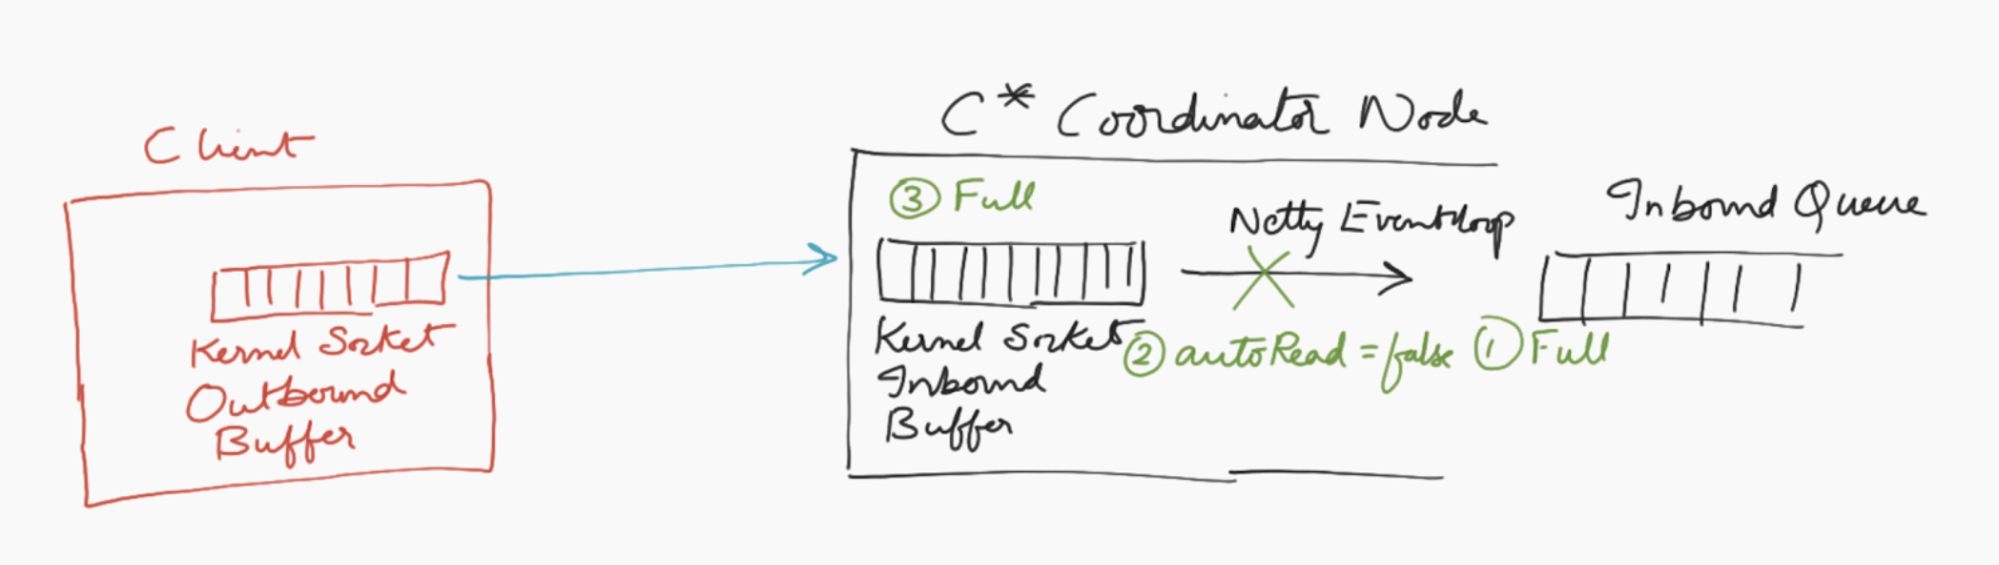 Client
Kernel Socket
Outbound
Buffer
C* Coordinator Node
③ Full
Netty Eventloop
Inbound Queue
Kernel Socket
Inbound
Buffer
② autoRead = false
① Full